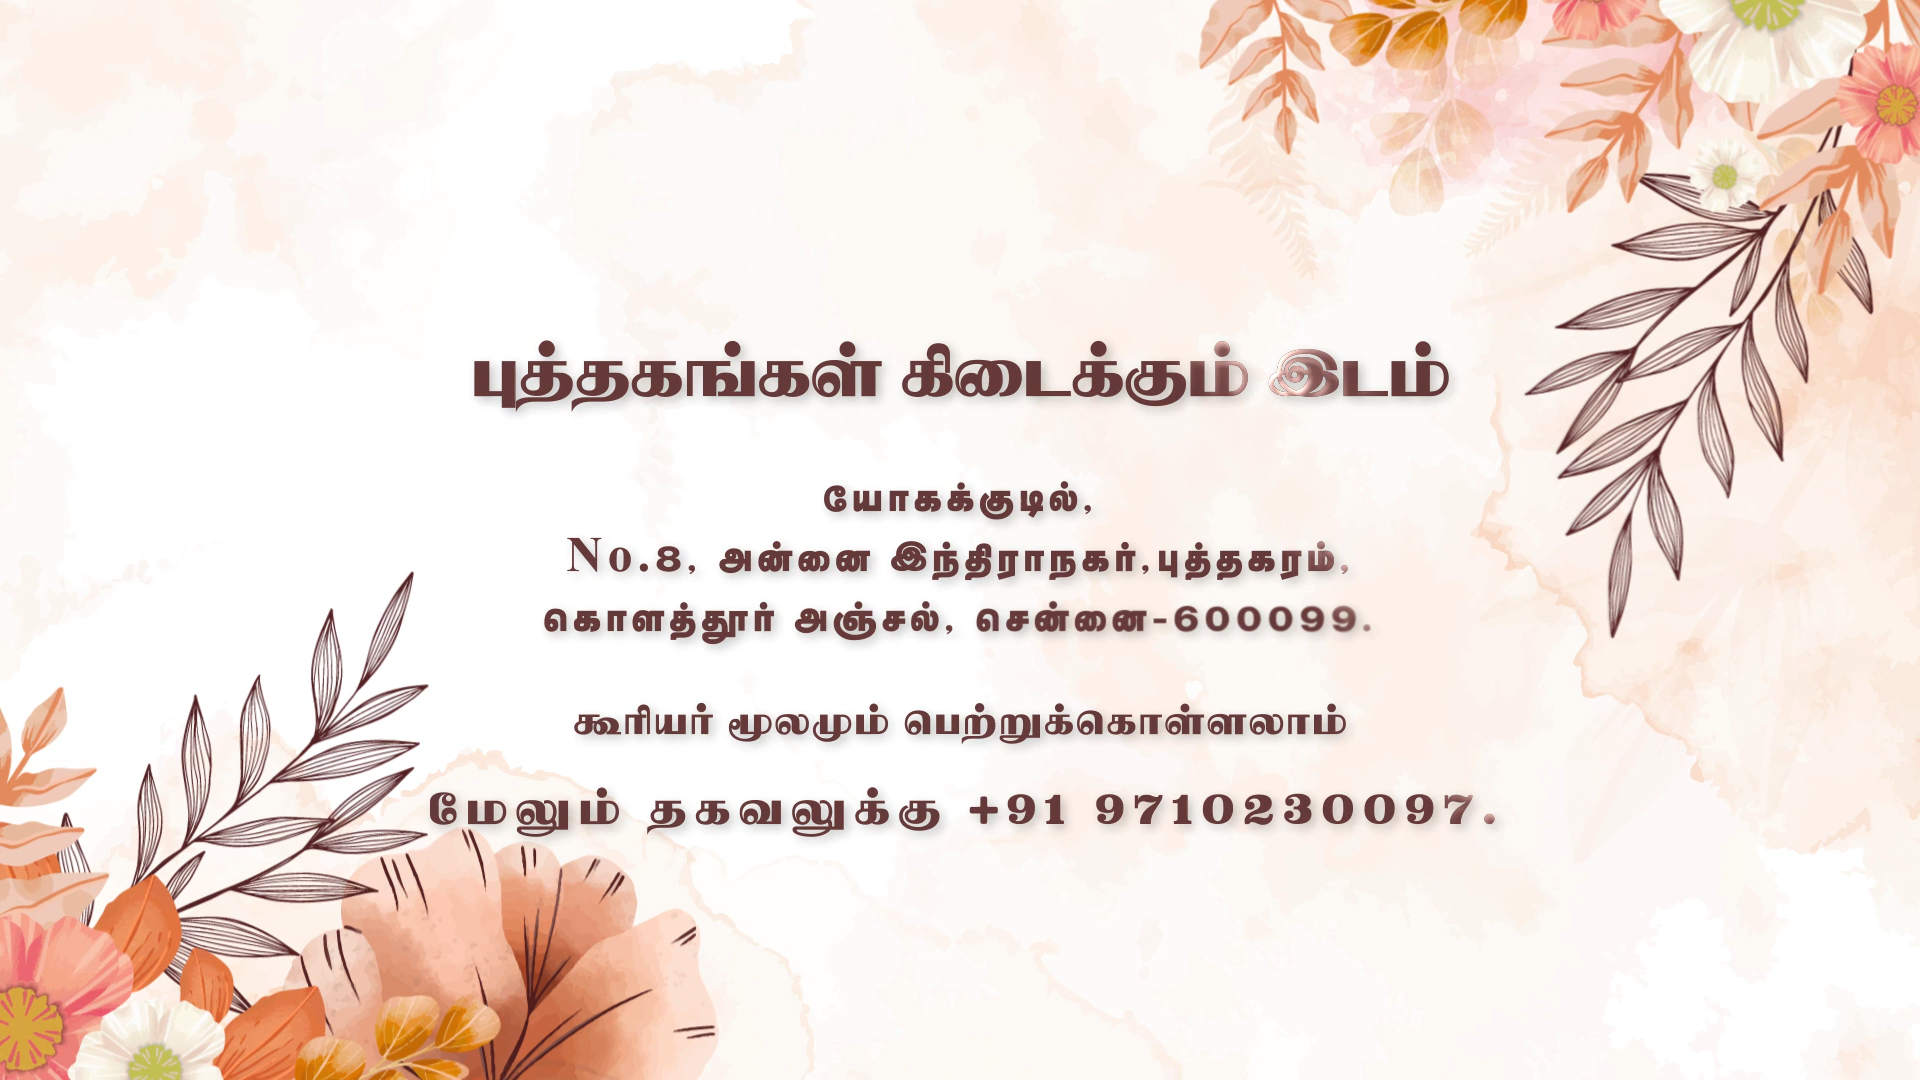 புத்தகங்கள் கிடைக்கும் இடம்
யோகக்குடில்,
No.8, அன்னை இந்திராநகர்,புத்தகரம்,
கொளத்தூர் அஞ்சல், சென்னை-600099.
கூரியர் மூலமும் பெற்றுக்கொள்ளலாம்
மேலும் தகவலுக்கு +91 9710230097.